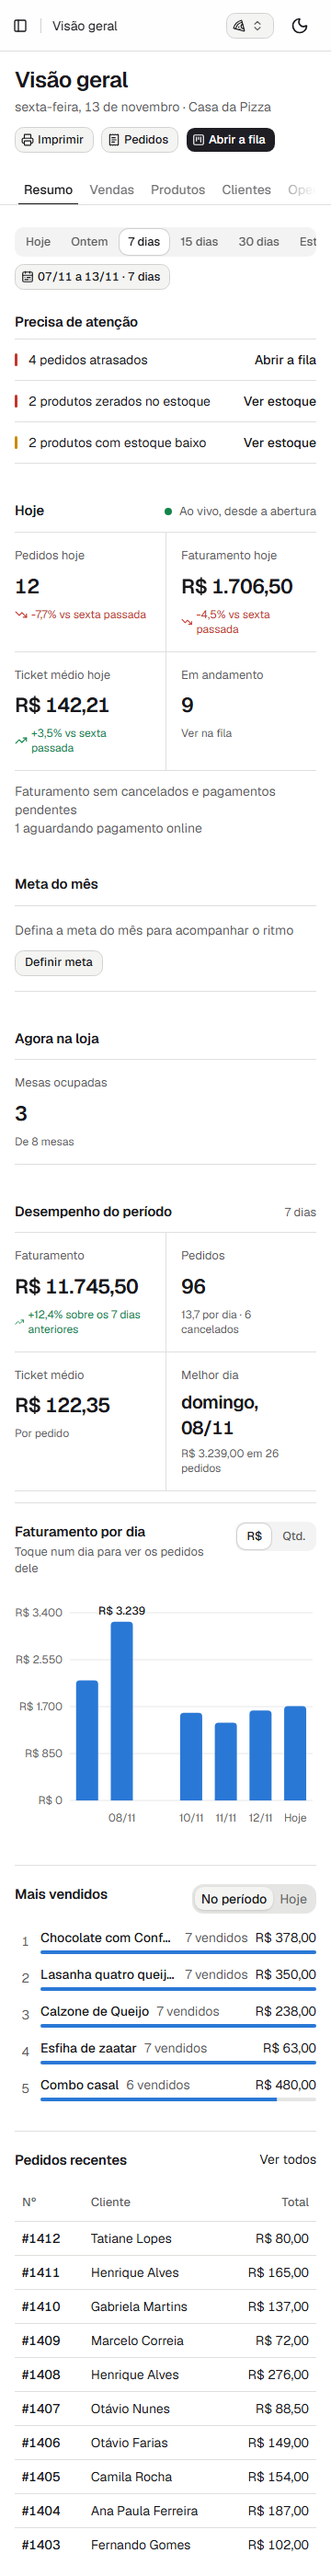 Visão geral
Visão geral
sexta-feira, 13 de novembro · Casa da Pizza
Imprimir
Pedidos
Abrir a fila
Resumo Vendas Produtos Clientes Ope
Hoje Ontem 7 dias 15 dias 30 dias Est
07/11 a 13/11 · 7 dias
Precisa de atenção
4 pedidos atrasados Abrir a fila
2 produtos zerados no estoque Ver estoque
2 produtos com estoque baixo Ver estoque
Hoje Ao vivo, desde a abertura
Pedidos hoje
12
-7,7% vs sexta passada
Faturamento hoje
R$ 1.706,50
-4,5% vs sexta
passada
Ticket médio hoje
R$ 142,21
+3,5% vs sexta
passada
Em andamento
9
Ver na fila
Faturamento sem cancelados e pagamentos
pendentes
1 aguardando pagamento online
Meta do mês
Defina a meta do mês para acompanhar o ritmo
Definir meta
Agora na loja
Mesas ocupadas
3
De 8 mesas
Desempenho do período 7 dias
Faturamento
R$ 11.745,50
+12,4% sobre os 7 dias
anteriores
Pedidos
96
13,7 por dia · 6
cancelados
Ticket médio
R$ 122,35
Por pedido
Melhor dia
domingo,
08/11
R$ 3.239,00 em 26
pedidos
Faturamento por dia
Toque num dia para ver os pedidos
dele
R$ Qtd.
R$ 3.400
R$ 3.239
R$ 2.550
R$ 1.700
R$ 850
R$ 0
08/11 10/11 11/11 12/11 Hoje
Mais vendidos
No período Hoje
1 Chocolate com Conf... 7 vendidos R$ 378,00
2 Lasanha quatro queij... 7 vendidos R$ 350,00
3 Calzone de Queijo 7 vendidos R$ 238,00
4 Esfiha de zaatar 7 vendidos R$ 63,00
5 Combo casal 6 vendidos R$ 480,00
Pedidos recentes Ver todos
Nº Cliente Total
#1412 Tatiane Lopes R$ 80,00
#1411 Henrique Alves R$ 165,00
#1410 Gabriela Martins R$ 137,00
#1409 Marcelo Correia R$ 72,00
#1408 Henrique Alves R$ 276,00
#1407 Otávio Nunes R$ 88,50
#1406 Otávio Farias R$ 149,00
#1405 Camila Rocha R$ 154,00
#1404 Ana Paula Ferreira R$ 187,00
#1403 Fernando Gomes R$ 102,00